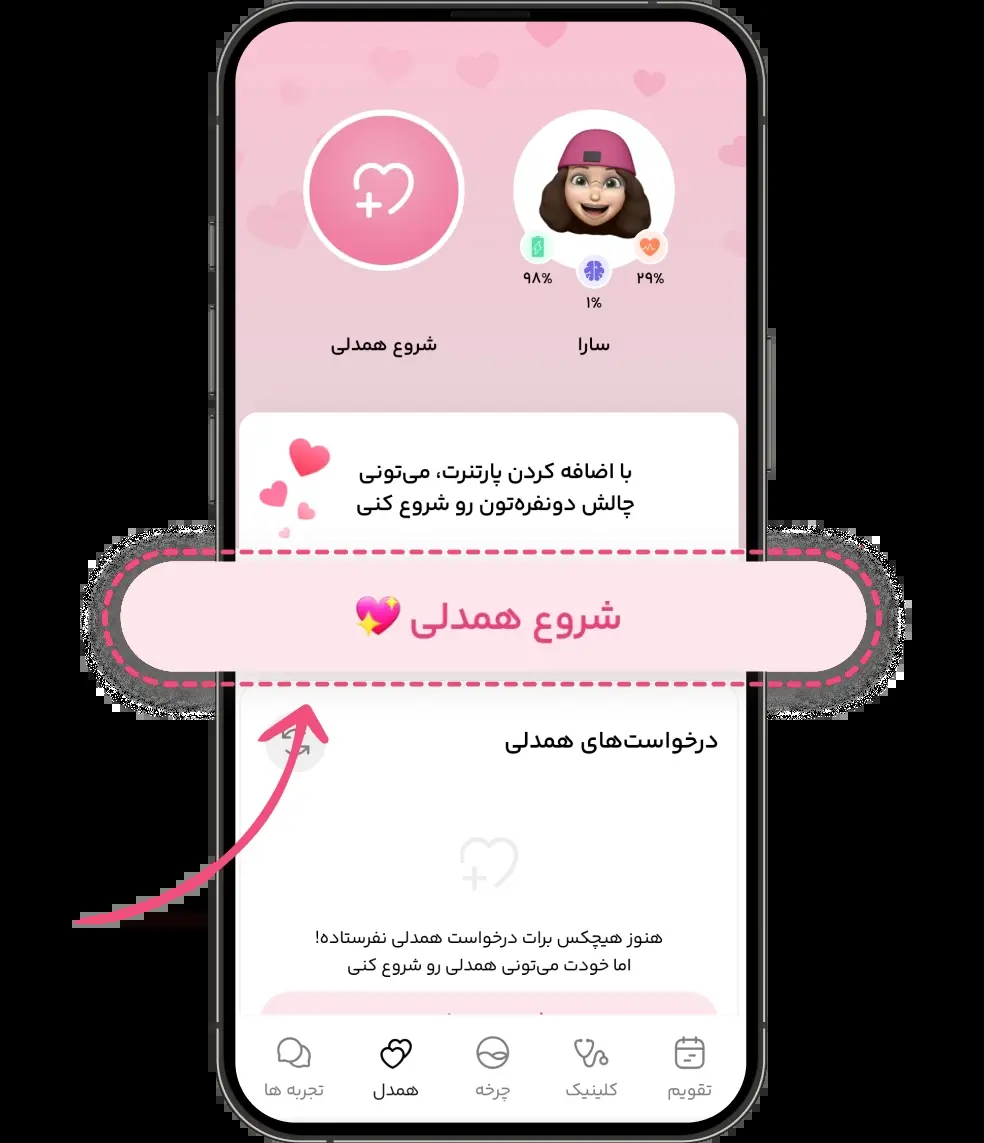 ۲۹%
۹۸%
۱%
سارا
شروع همدلی
با اضافه کردن پارتنرت، می‌تونی
چالش دونفره‌تون رو شروع کنی
شروع همدلی
درخواست‌های همدلی
هنوز هیچکس برات درخواست همدلی نفرستاده!
اما خودت می‌تونی همدلی رو شروع کنی
تقویم
کلینیک
چرخه
همدل
تجربه ها